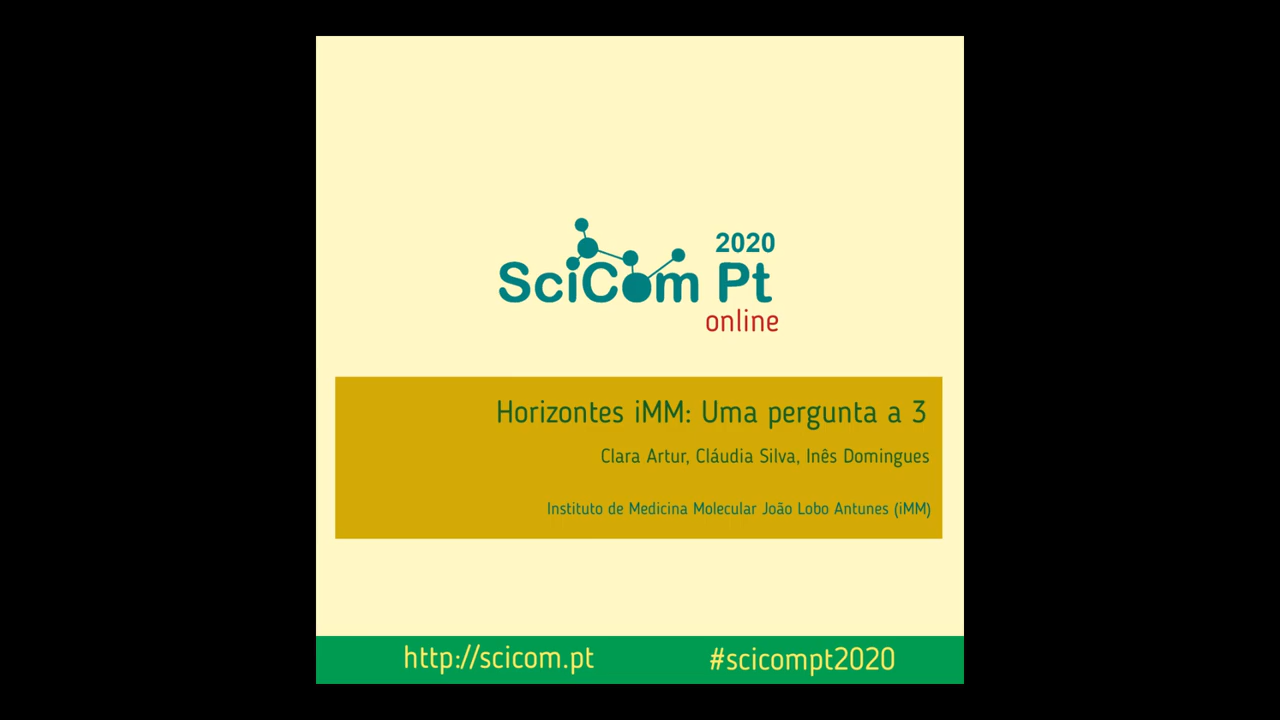 2020
SciCom Pt
online
Horizontes iMM: Uma pergunta a 3
Clara Artur, Cláudia Silva, Inês Domingues
Instituto de Medicina Molecular João Lobo Antunes (iMM)
http://scicom.pt #scicompt2020